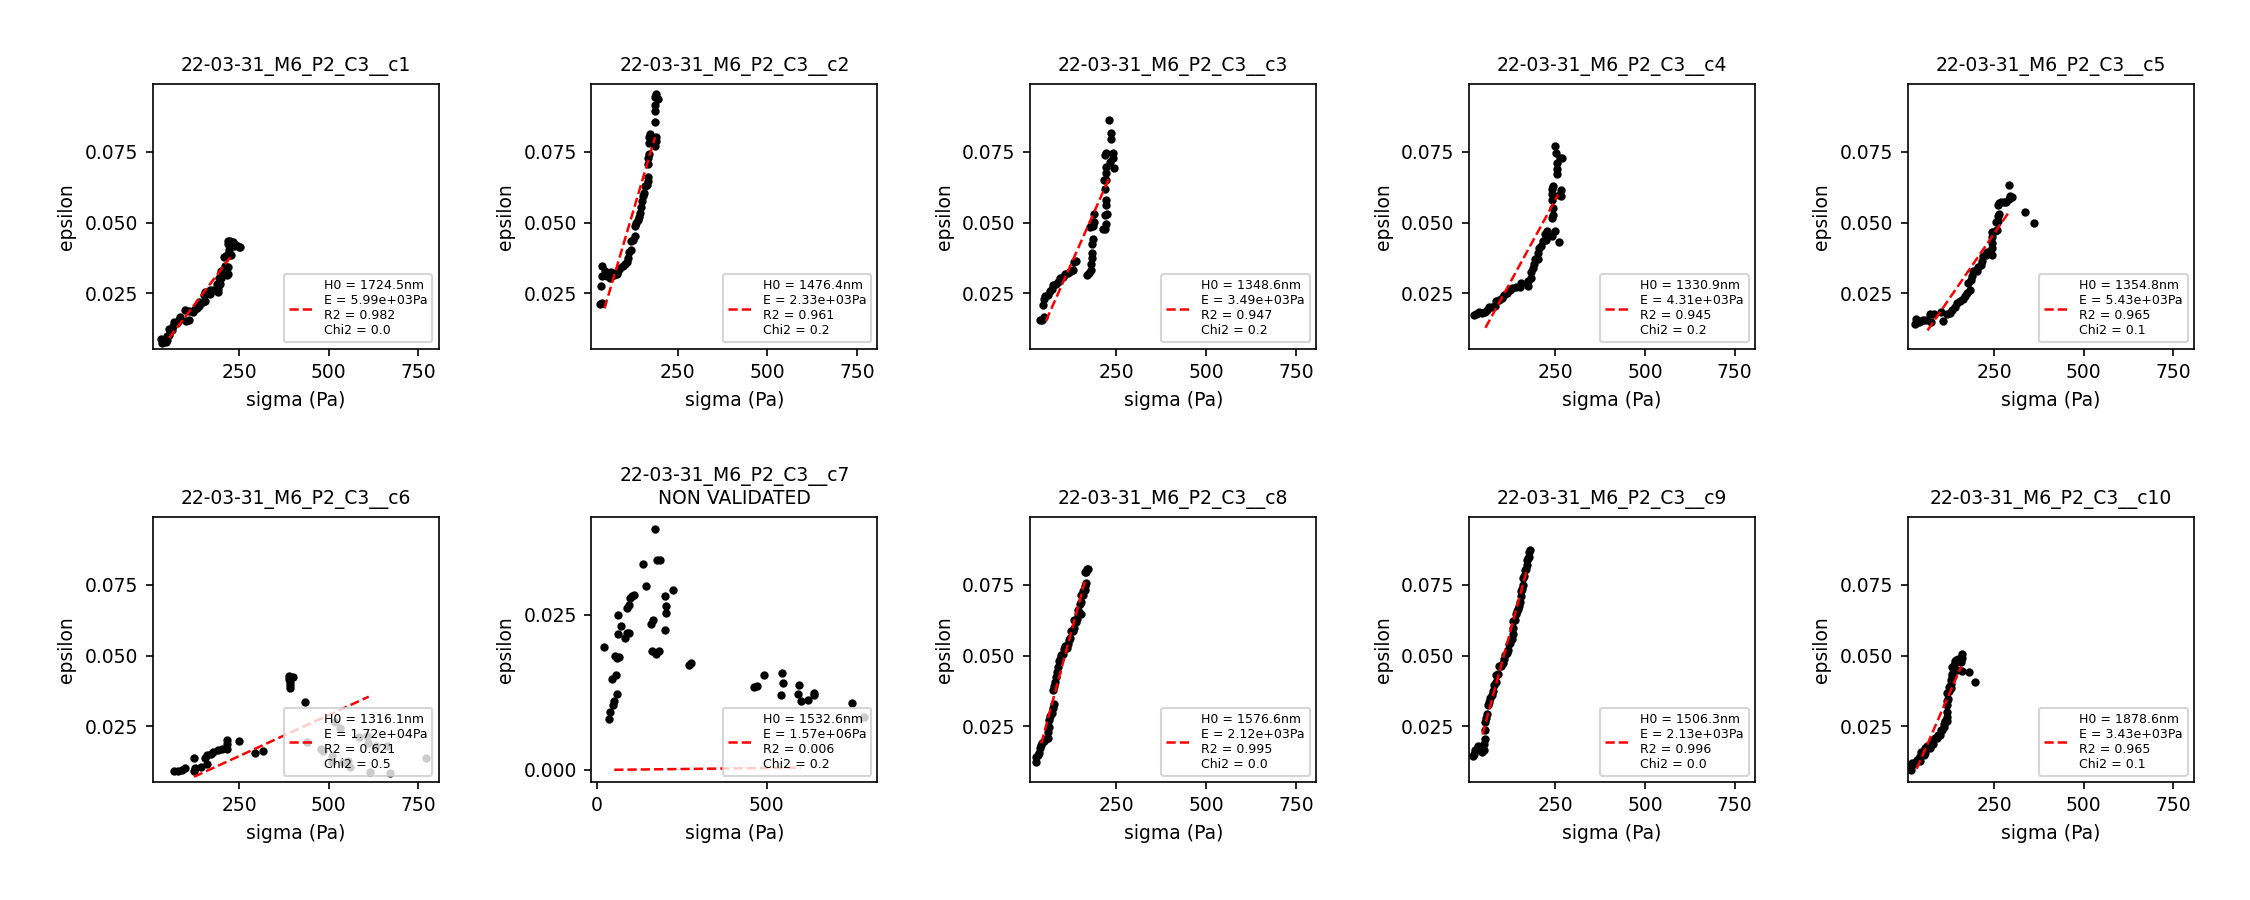 22-03-31_M6_P2_C3__c1
0.075
0.050
0.025
epsilon
H0 = 1724.5nm
E = 5.99e+03Pa
R2 = 0.982
Chi2 = 0.0
250
500
750
sigma (Pa)
22-03-31_M6_P2_C3__c2
0.075
0.050
0.025
epsilon
H0 = 1476.4nm
E = 2.33e+03Pa
R2 = 0.961
Chi2 = 0.2
250
500
750
sigma (Pa)
22-03-31_M6_P2_C3__c3
0.075
0.050
0.025
epsilon
H0 = 1348.6nm
E = 3.49e+03Pa
R2 = 0.947
Chi2 = 0.2
250
500
750
sigma (Pa)
22-03-31_M6_P2_C3__c4
0.075
0.050
0.025
epsilon
H0 = 1330.9nm
E = 4.31e+03Pa
R2 = 0.945
Chi2 = 0.2
250
500
750
sigma (Pa)
22-03-31_M6_P2_C3__c5
0.075
0.050
0.025
epsilon
H0 = 1354.8nm
E = 5.43e+03Pa
R2 = 0.965
Chi2 = 0.1
250
500
750
sigma (Pa)
22-03-31_M6_P2_C3__c6
0.075
0.050
0.025
epsilon
H0 = 1316.1nm
E = 1.72e+04Pa
R2 = 0.621
Chi2 = 0.5
250
500
750
sigma (Pa)
22-03-31_M6_P2_C3__c7
NON VALIDATED
0.025
0.000
epsilon
H0 = 1532.6nm
E = 1.57e+06Pa
R2 = 0.006
Chi2 = 0.2
0
500
sigma (Pa)
22-03-31_M6_P2_C3__c8
0.075
0.050
0.025
epsilon
H0 = 1576.6nm
E = 2.12e+03Pa
R2 = 0.995
Chi2 = 0.0
250
500
750
sigma (Pa)
22-03-31_M6_P2_C3__c9
0.075
0.050
0.025
epsilon
H0 = 1506.3nm
E = 2.13e+03Pa
R2 = 0.996
Chi2 = 0.0
250
500
750
sigma (Pa)
22-03-31_M6_P2_C3__c10
0.075
0.050
0.025
epsilon
H0 = 1878.6nm
E = 3.43e+03Pa
R2 = 0.965
Chi2 = 0.1
250
500
750
sigma (Pa)